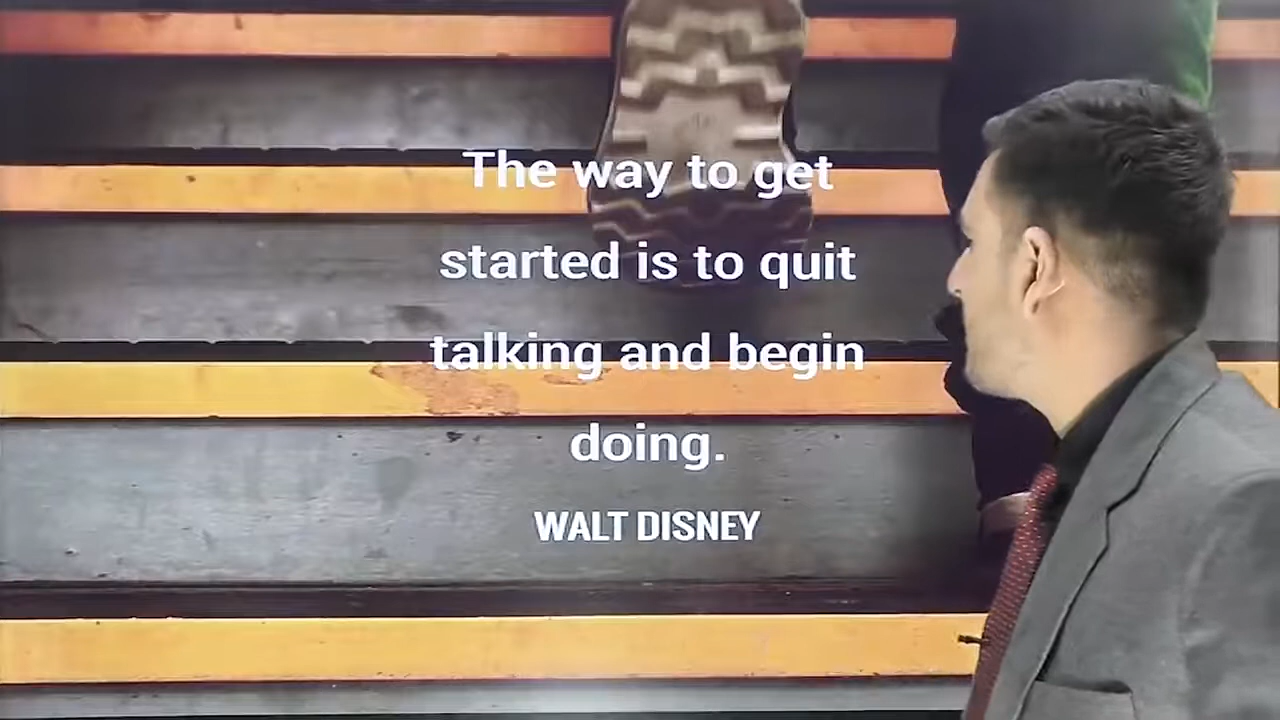 The way to get
started is to quit
talking and begin
doing.
WALT DISNEY